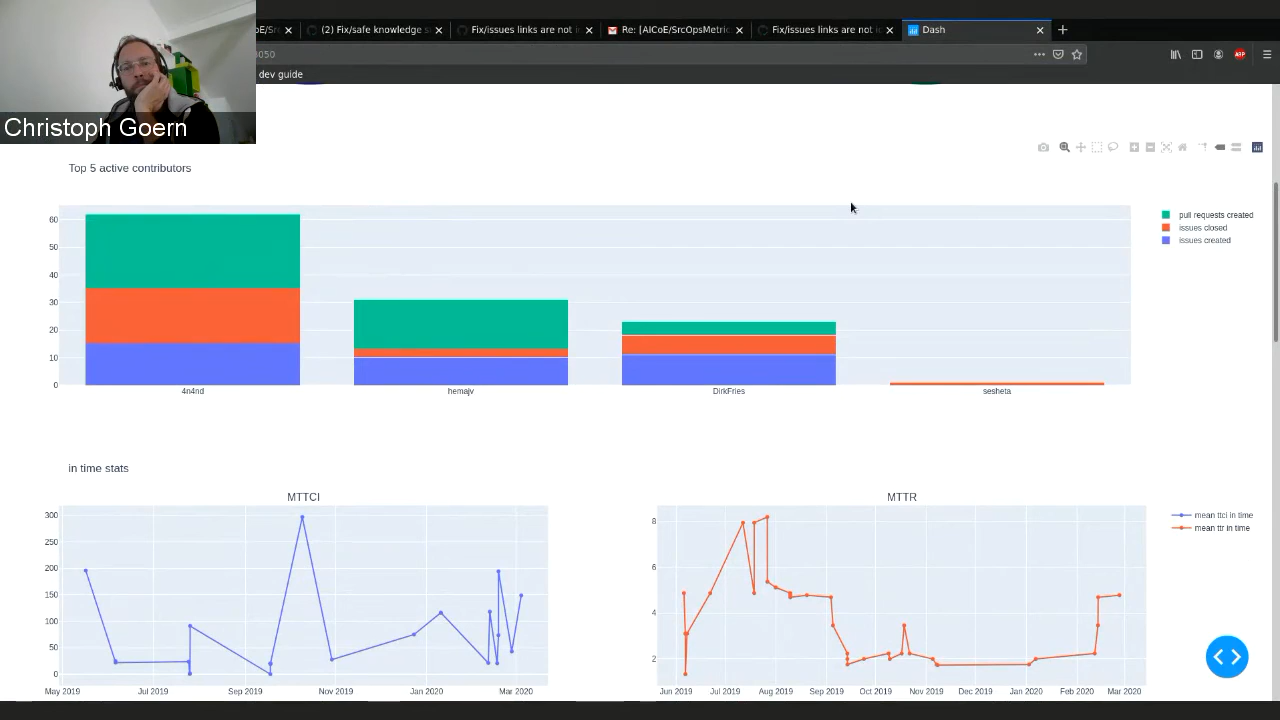 oE/Src
(2) Fix/safe knowledge s
Fix/issues links are not i
Re: [AICoE/SrcOpsMetric
Fix/issues links are not i
Dash
5050
ABP
dev guide
Christoph Goern
Top 5 active contributors
60
50
40
30
20
10
0
4n4nd
hemajv
DirkFries
sesheta
pull requests created
issues closed
issues created
in time stats
MTTCI
300
250
200
150
100
50
0
May 2019
Jul 2019
Sep 2019
Nov 2019
Jan 2020
Mar 2020
MTTR
8
6
4
2
Jun 2019
Jul 2019
Aug 2019
Sep 2019
Oct 2019
Nov 2019
Dec 2019
Jan 2020
Feb 2020
Mar 2020
mean ttci in time
mean ttr in time